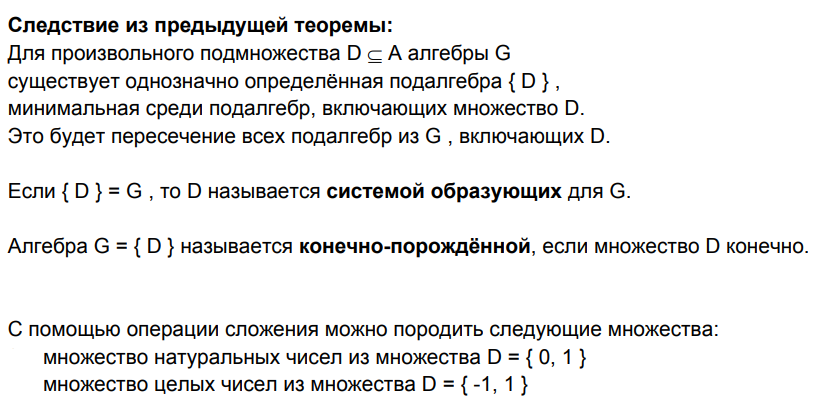 Следствие из предыдущей теоремы:
Для произвольного подмножества D ⊆ A алгебры G
существует однозначно определённая подалгебра { D } ,
минимальная среди подалгебр, включающих множество D.
Это будет пересечение всех подалгебр из G , включающих D.
Если { D } = G , то D называется системой образующих для G.
Алгебра G = { D } называется конечно-порождённой, если множество D конечно.
С помощью операции сложения можно породить следующие множества:
множество натуральных чисел из множества D = { 0, 1 }
множество целых чисел из множества D = { -1, 1 }